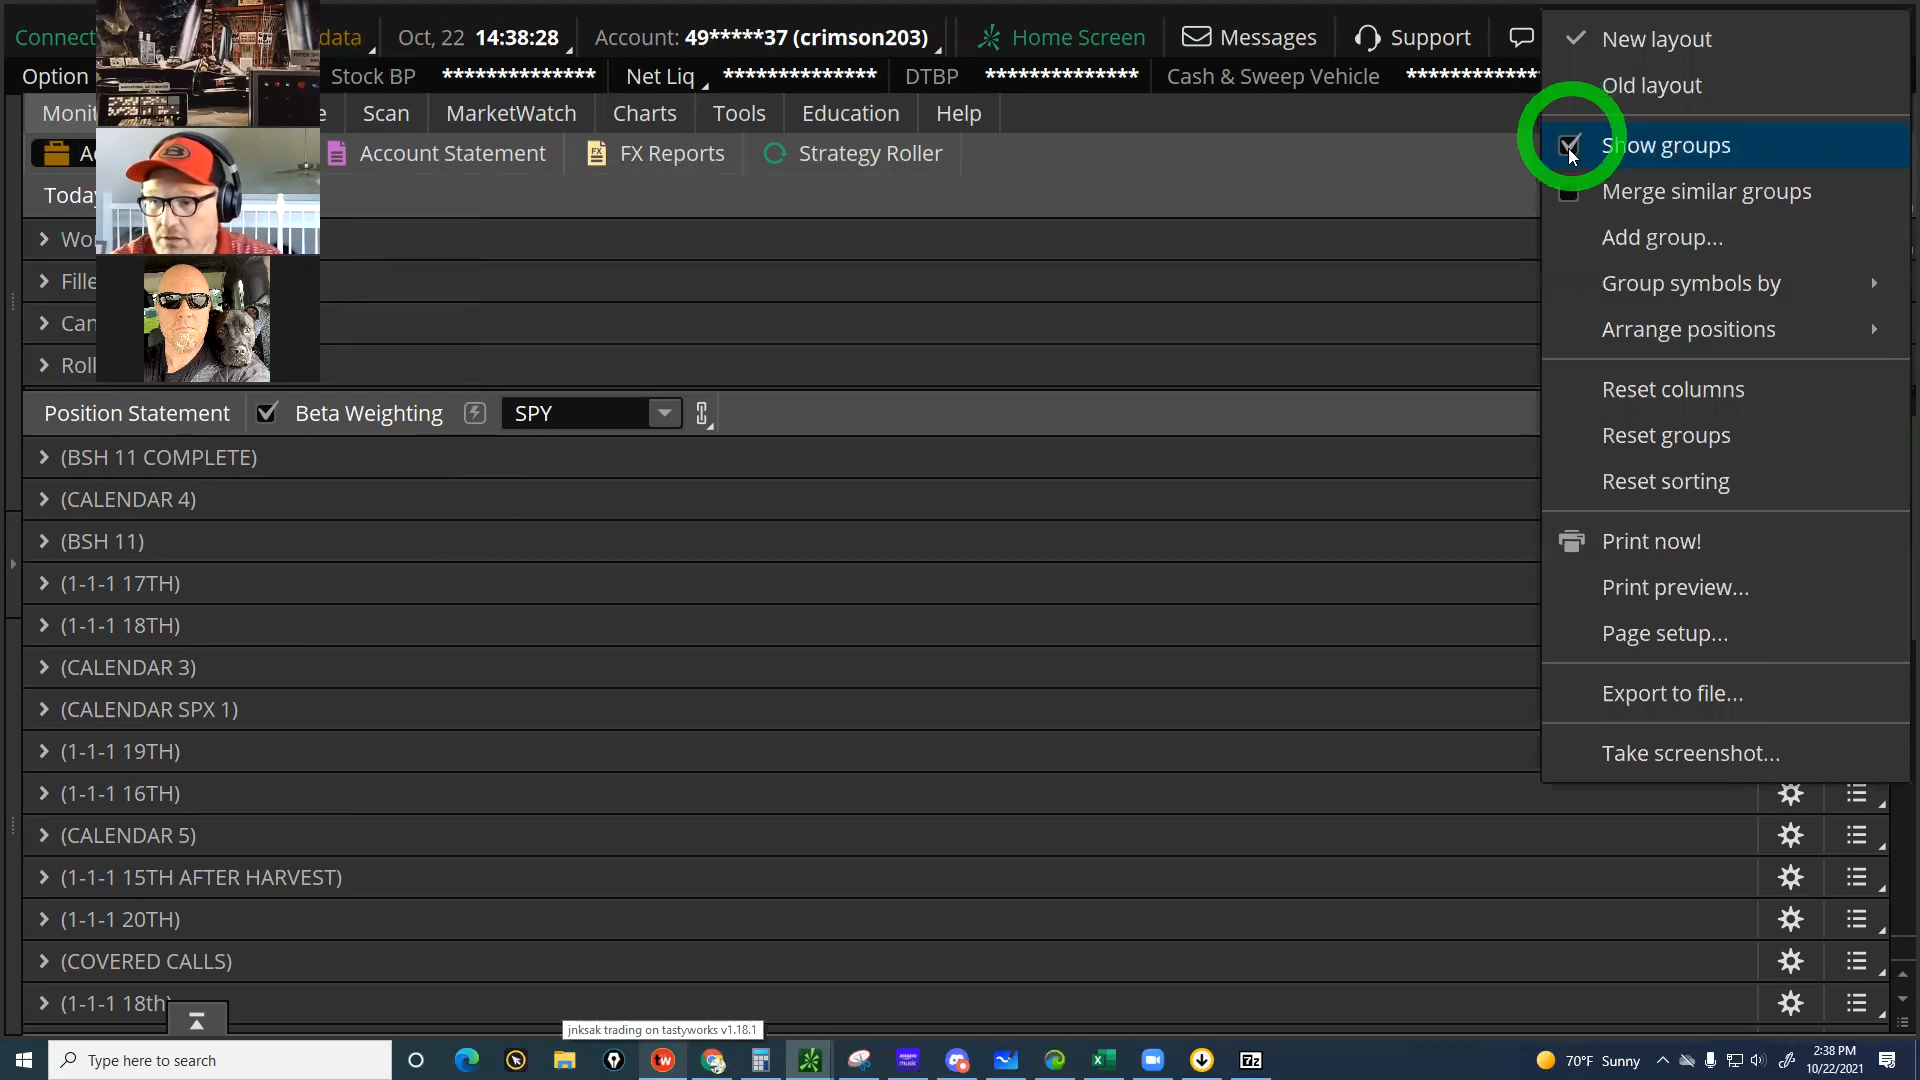 data Oct, 22 14:38:28 Account: 49*****37 (crimson203) Home Screen Messages Support
Option Stock BP ************** Net Liq ************** DTBP ************** Cash & Sweep Vehicle
Scan MarketWatch Charts Tools Education Help
Account Statement FX Reports Strategy Roller
Position Statement Beta Weighting SPY
(BSH 11 COMPLETE)
(CALENDAR 4)
(BSH 11)
(1-1-1 17TH)
(1-1-1 18TH)
(CALENDAR 3)
(CALENDAR SPX 1)
(1-1-1 19TH)
(1-1-1 16TH)
(CALENDAR 5)
(1-1-1 15TH AFTER HARVEST)
(1-1-1 20TH)
(COVERED CALLS)
(1-1-1 18th)
New layout
Old layout
Show groups
Merge similar groups
Add group...
Group symbols by
Arrange positions
Reset columns
Reset groups
Reset sorting
Print now!
Print preview...
Page setup...
Export to file...
Take screenshot...
jnksak trading on tastyworks v1.18.1
Type here to search
tw
7z
70°F Sunny
2:38 PM
10/22/2021